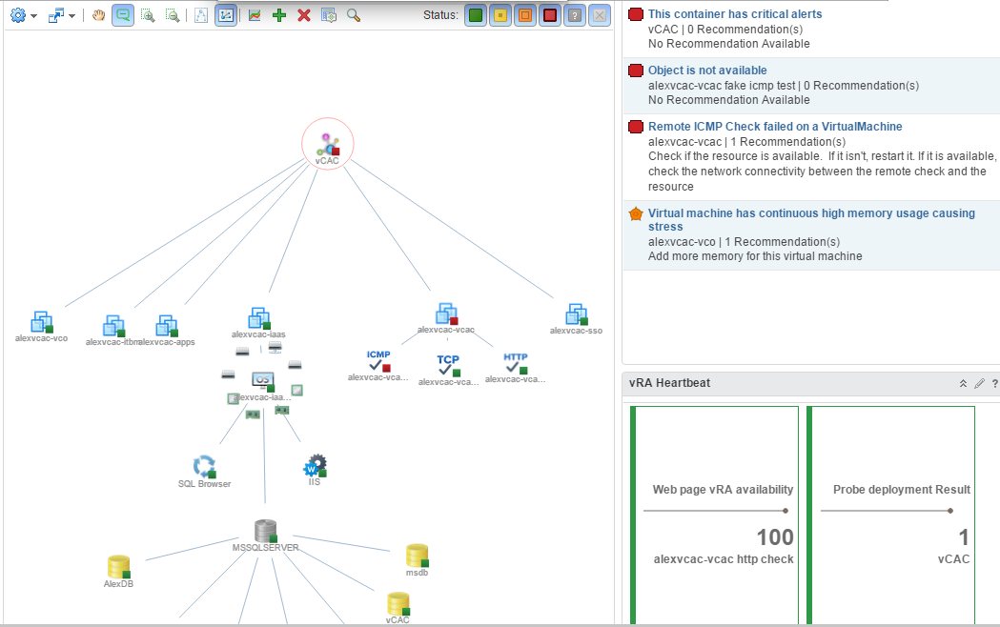 Status:
?
vCAC
alexvcac-vco
alexvcac-itbm
alexvcac-apps
alexvcac-iaas
alexvcac-vcac
alexvcac-sso
ICMP
alexvcac-vca...
TCP
alexvcac-vca...
HTTP
alexvcac-vca...
OS
alexvcac-iaa...
SQL Browser
W
IIS
MSSQLSERVER
AlexDB
msdb
vCAC
This container has critical alerts
vCAC | 0 Recommendation(s)
No Recommendation Available
Object is not available
alexvcac-vcac fake icmp test | 0 Recommendation(s)
No Recommendation Available
Remote ICMP Check failed on a VirtualMachine
alexvcac-vcac | 1 Recommendation(s)
Check if the resource is available. If it isn't, restart it. If it is available,
check the network connectivity between the remote check and the
resource
Virtual machine has continuous high memory usage causing
stress
alexvcac-vco | 1 Recommendation(s)
Add more memory for this virtual machine
vRA Heartbeat
?
Web page vRA availability
100
alexvcac-vcac http check
Probe deployment Result
1
vCAC